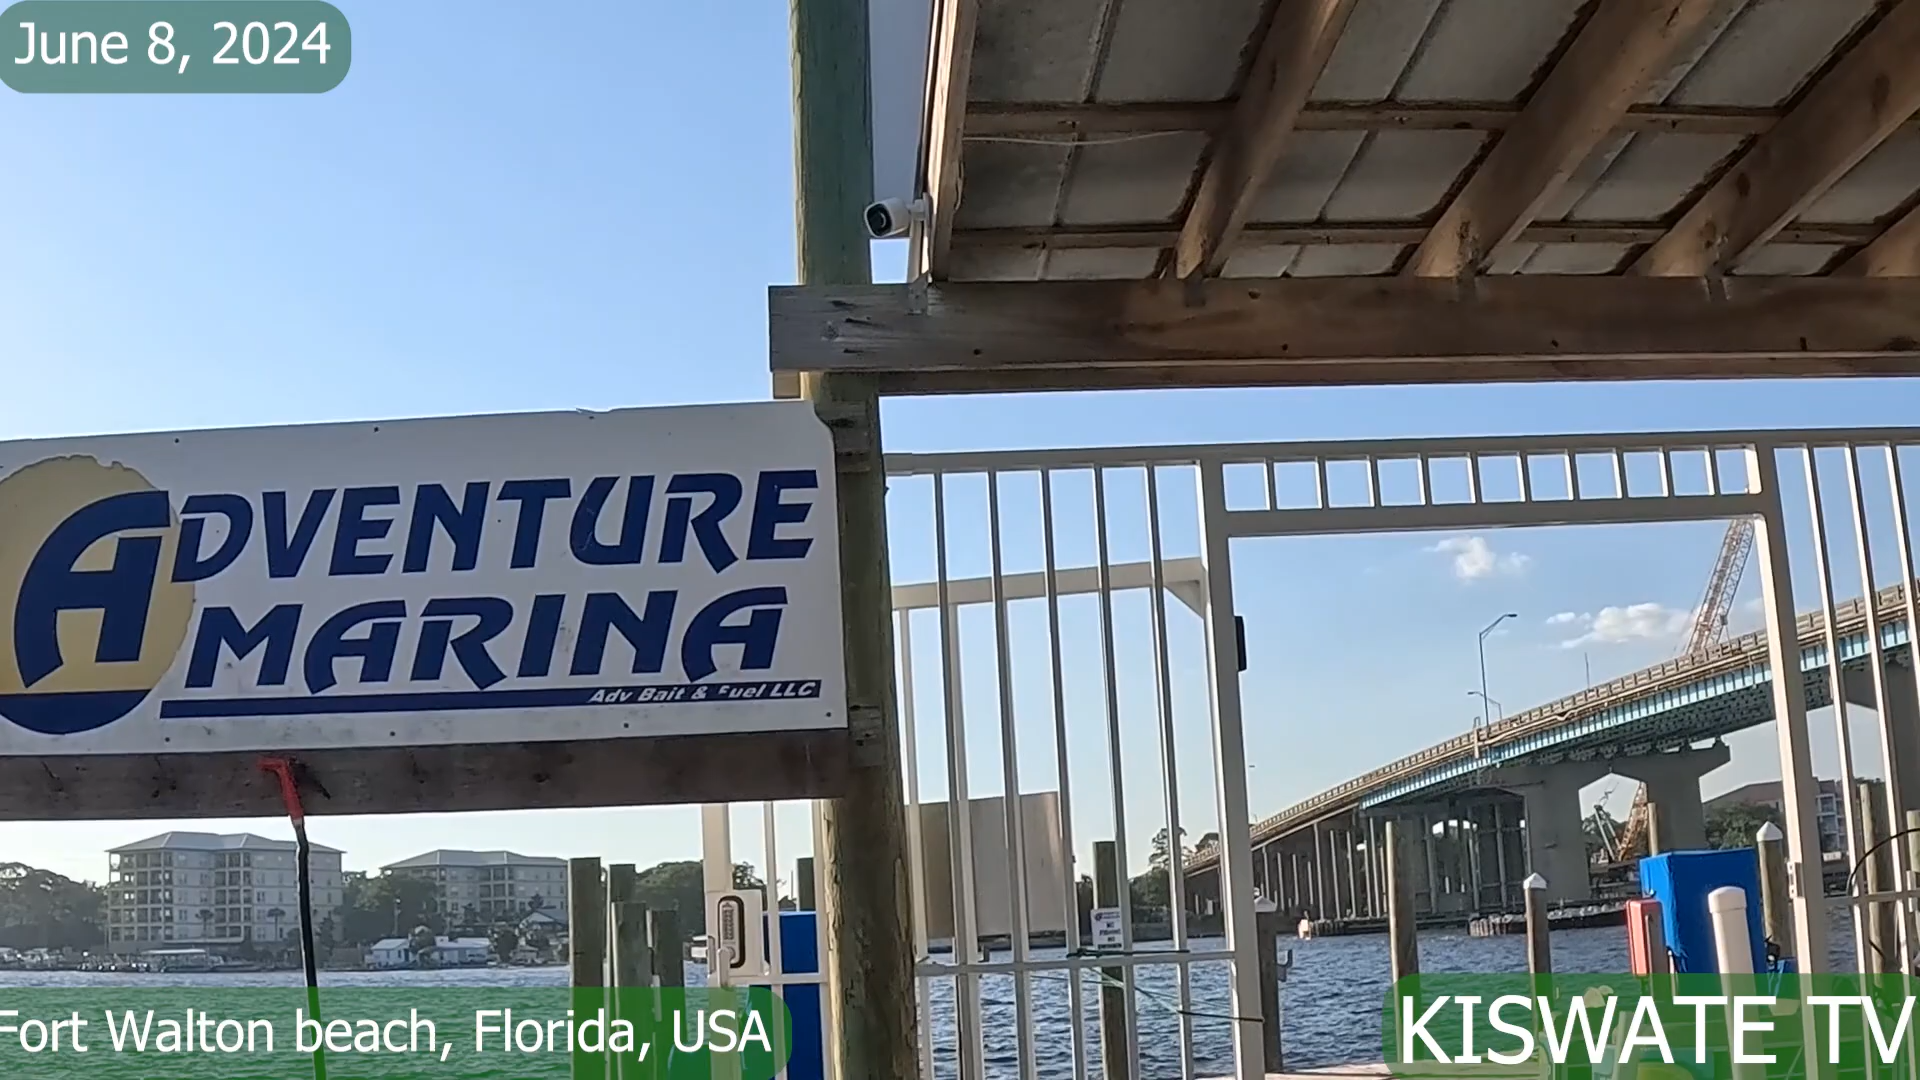 June 8, 2024
ADVENTURE
MARINA
Adv Bait & Fuel LLC
Fort Walton beach, Florida, USA
KISWATE TV